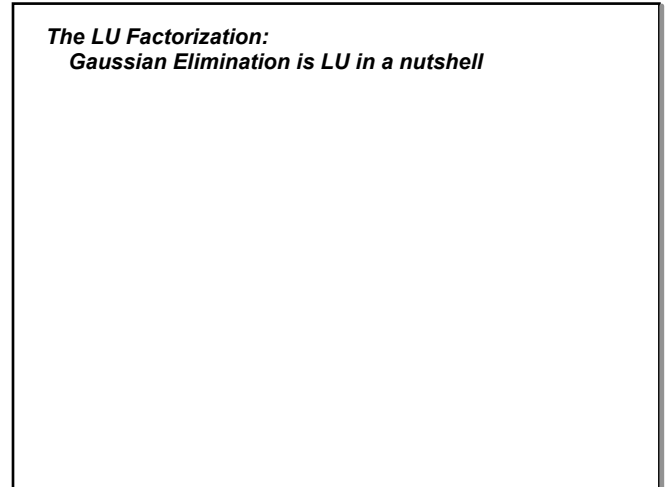 The LU Factorization:
Gaussian Elimination is LU in a nutshell